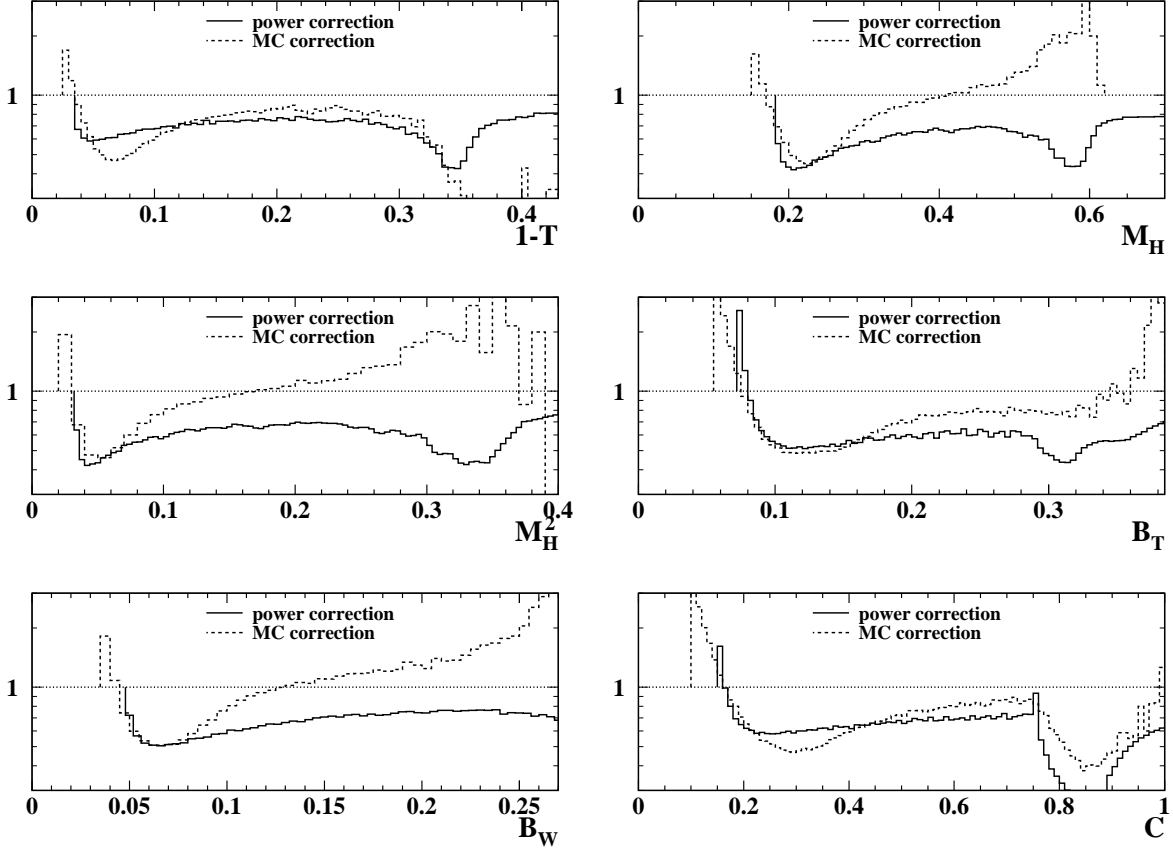 power correction
MC correction
1
0 0.1 0.2 0.3 0.4
1-T
power correction
MC correction
1
0 0.2 0.4 0.6
M_H
power correction
MC correction
1
0 0.1 0.2 0.3 0.4
M_H^2
power correction
MC correction
1
0 0.1 0.2 0.3
B_T
power correction
MC correction
1
0 0.05 0.1 0.15 0.2 0.25
B_W
power correction
MC correction
1
0 0.2 0.4 0.6 0.8 1
C